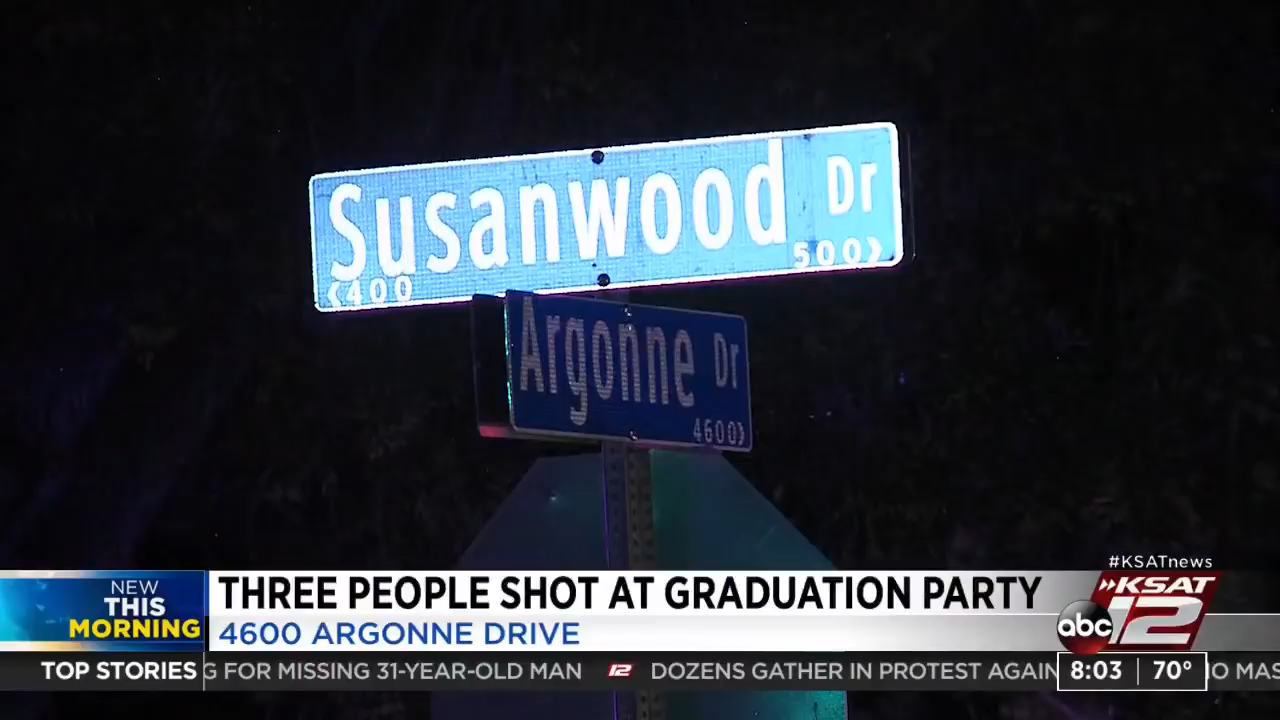 Susanwood Dr
‹400 500›
Argonne Dr
4600›
#KSATnews
NEW
THIS
MORNING
THREE PEOPLE SHOT AT GRADUATION PARTY
4600 ARGONNE DRIVE
KSAT
abc 12
TOP STORIES
G FOR MISSING 31-YEAR-OLD MAN 12 DOZENS GATHER IN PROTEST
8:03 70°